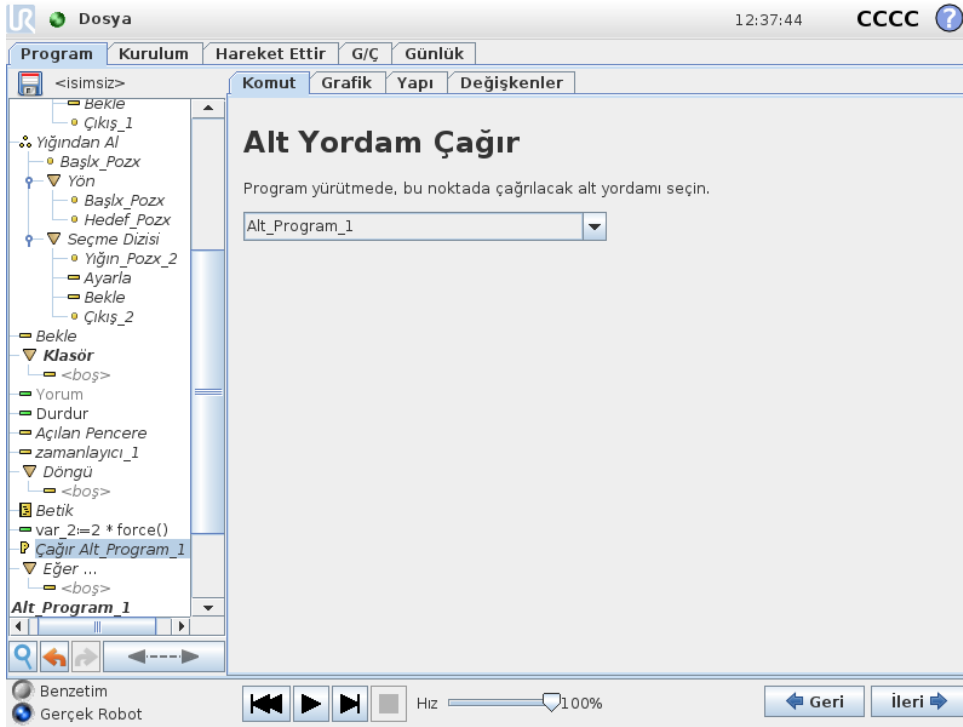 UR Dosya 12:37:44 CCCC ?
Program Kurulum Hareket Ettir G/Ç Günlük
<isimsiz> Komut Grafik Yapı Değişkenler
Bekle
Çıkış_1
Yığından Al
Başlx_Pozx
Yön
Başlx_Pozx
Hedef_Pozx
Seçme Dizisi
Yığın_Pozx_2
Ayarla
Bekle
Çıkış_2
Bekle
Klasör
<boş>
Yorum
Durdur
Açılan Pencere
zamanlayıcı_1
Döngü
<boş>
Betik
var_2:=2 * force()
Çağır Alt_Program_1
Eğer ...
<boş>
Alt_Program_1
Alt Yordam Çağır
Program yürütmede, bu noktada çağrılacak alt yordamı seçin.
Alt_Program_1
Benzetim
Gerçek Robot
Hız 100%
Geri İleri